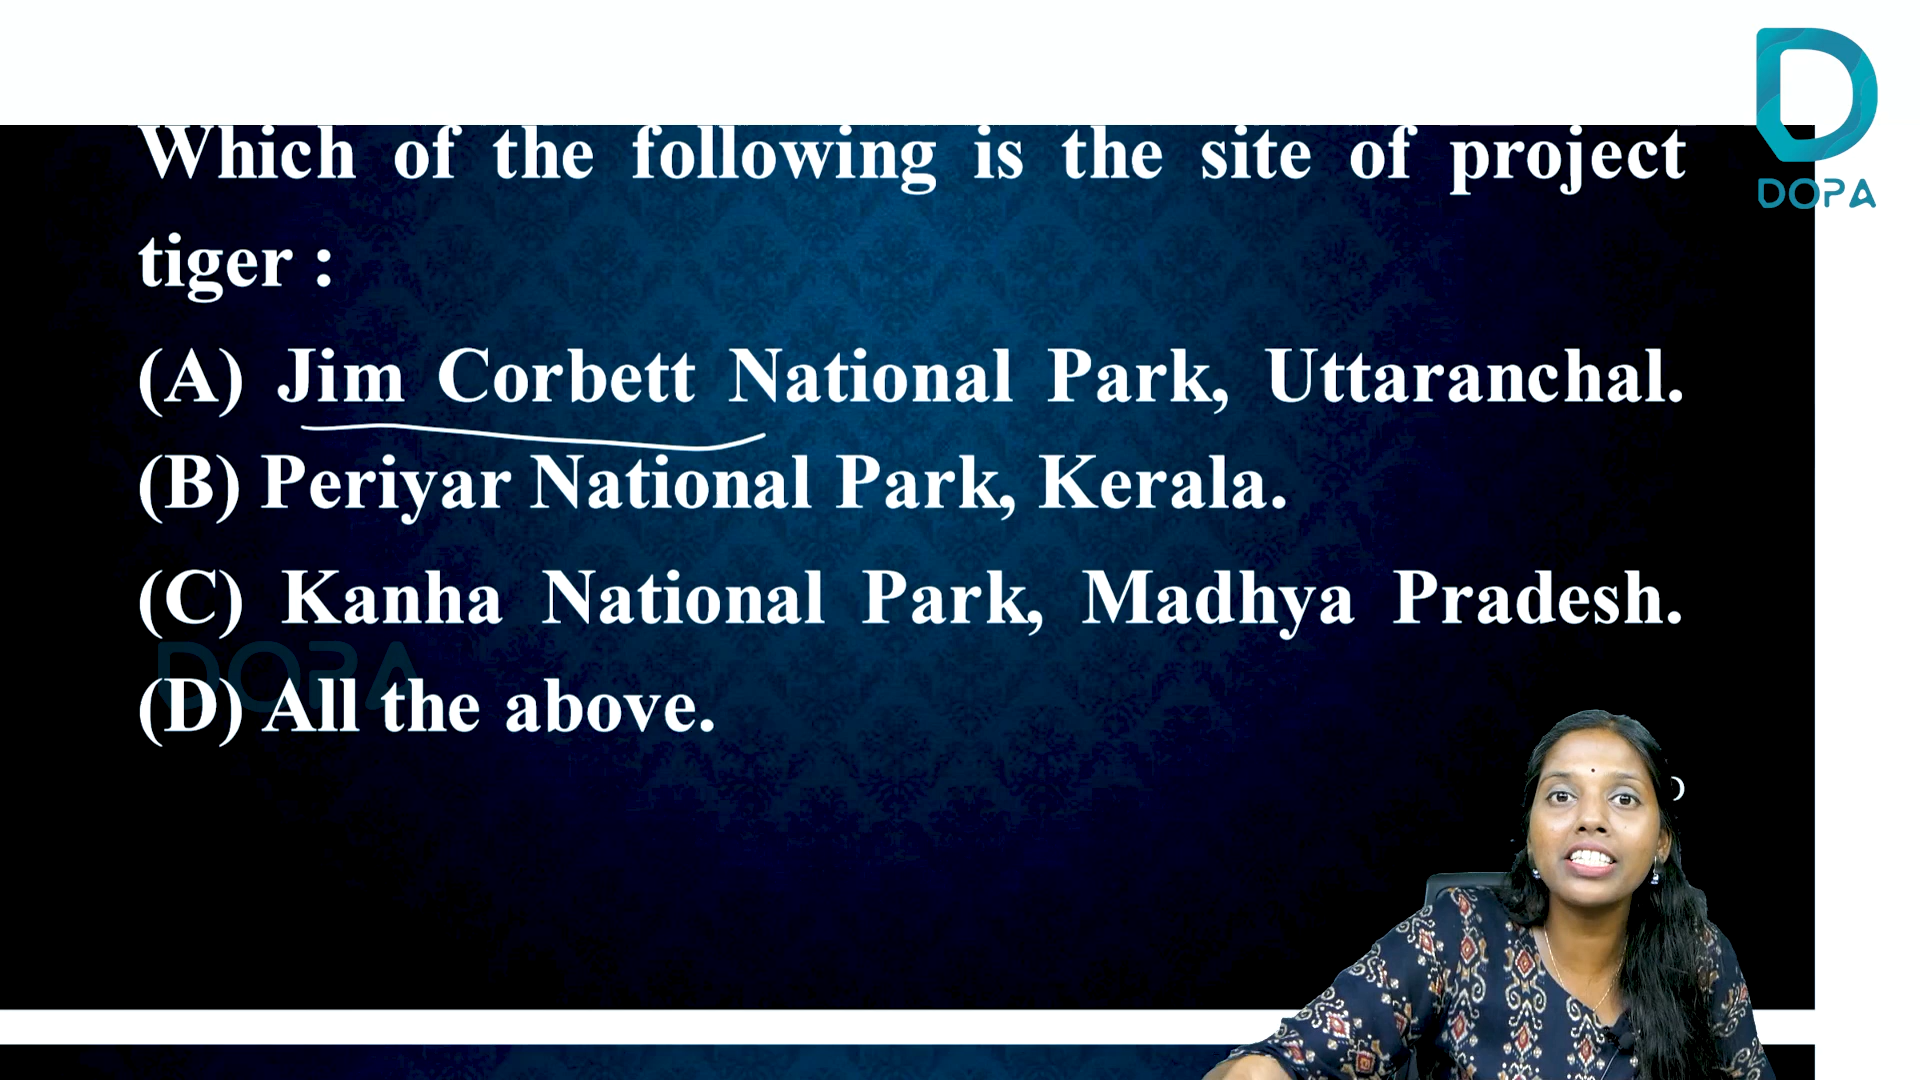 DOPA
Which of the following is the site of project
tiger :
(A) Jim Corbett National Park, Uttaranchal.
(B) Periyar National Park, Kerala.
(C) Kanha National Park, Madhya Pradesh.
DOPA
(D) All the above.